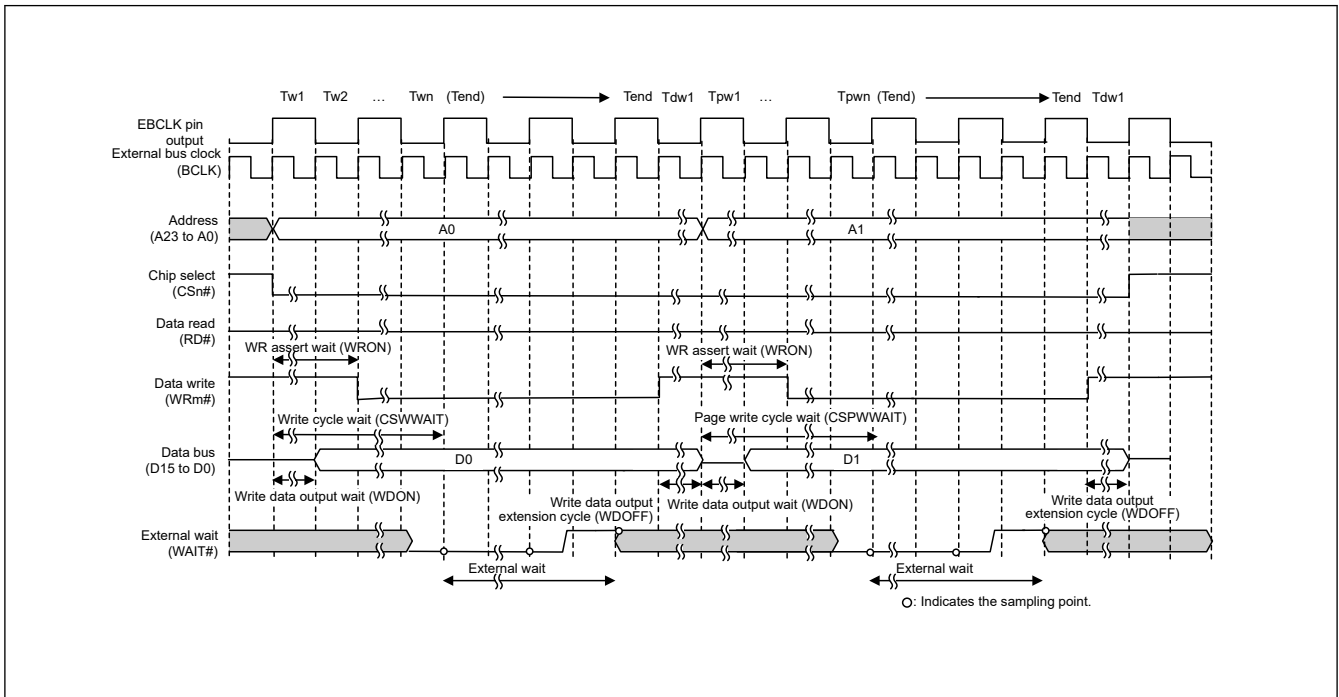 Tw1 Tw2 … Twn (Tend) Tend Tdw1 Tpw1 … Tpwn (Tend) Tend Tdw1
EBCLK pin
output
External bus clock
(BCLK)
Address
(A23 to A0)
A0 A1
Chip select
(CSn#)
Data read
(RD#)
WR assert wait (WRON) WR assert wait (WRON)
Data write
(WRm#)
Write cycle wait (CSWWAIT) Page write cycle wait (CSPWWAIT)
Data bus
(D15 to D0)
D0 D1
Write data output wait (WDON)
Write data output
extension cycle (WDOFF)
Write data output wait (WDON)
Write data output
extension cycle (WDOFF)
External wait
(WAIT#)
External wait External wait
: Indicates the sampling point.